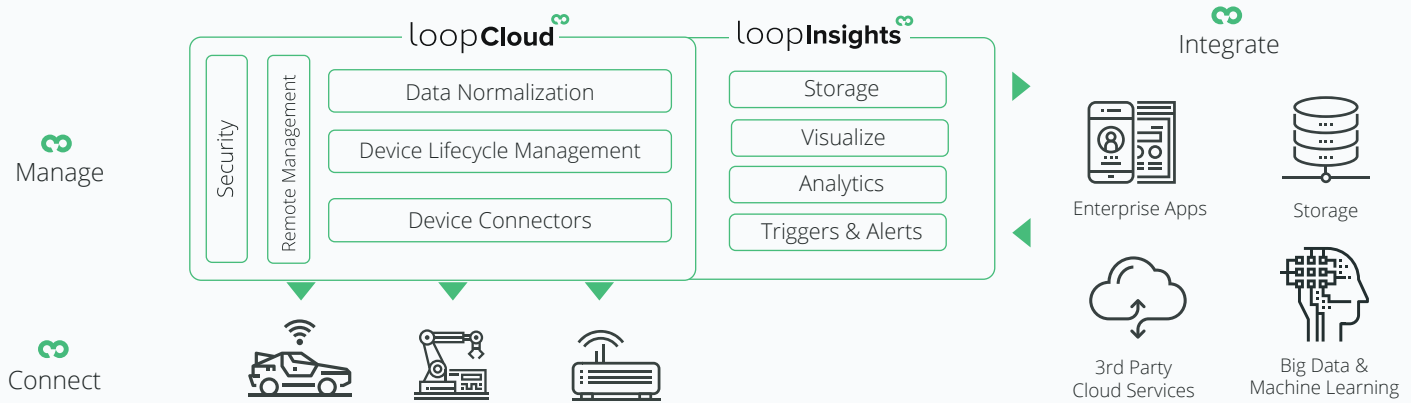 loopCloud
loopInsights
Integrate
Manage
Security
Remote Management
Data Normalization
Device Lifecycle Management
Device Connectors
Storage
Visualize
Analytics
Triggers & Alerts
Enterprise Apps
Storage
3rd Party
Cloud Services
Big Data &
Machine Learning
Connect